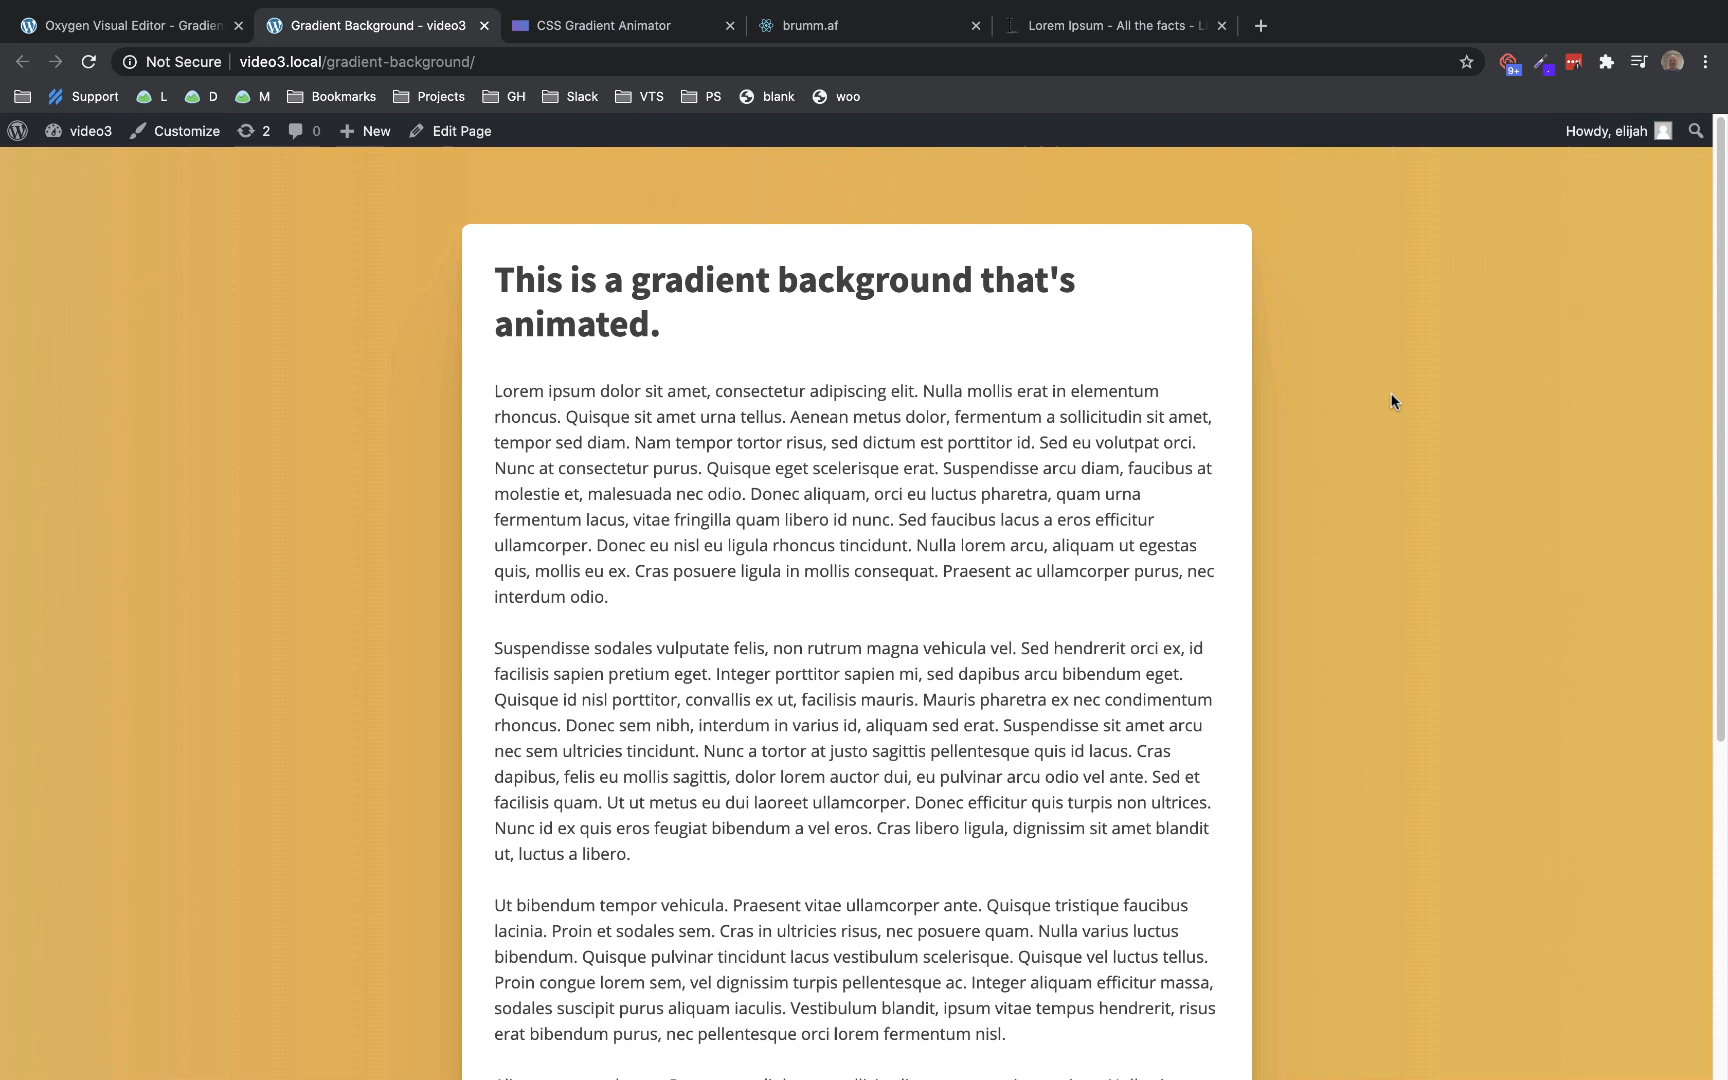 Oxygen Visual Editor - Gradien
Gradient Background - video3
CSS Gradient Animator
brumm.af
Lorem Ipsum - All the facts - Li
Not Secure
video3.local/gradient-background/
9+
Support
L
D
M
Bookmarks
Projects
GH
Slack
VTS
PS
blank
woo
video3
Customize
2
0
New
Edit Page
Howdy, elijah
This is a gradient background that's
animated.
Lorem ipsum dolor sit amet, consectetur adipiscing elit. Nulla mollis erat in elementum
rhoncus. Quisque sit amet urna tellus. Aenean metus dolor, fermentum a sollicitudin sit amet,
tempor sed diam. Nam tempor tortor risus, sed dictum est porttitor id. Sed eu volutpat orci.
Nunc at consectetur purus. Quisque eget scelerisque erat. Suspendisse arcu diam, faucibus at
molestie et, malesuada nec odio. Donec aliquam, orci eu luctus pharetra, quam urna
fermentum lacus, vitae fringilla quam libero id nunc. Sed faucibus lacus a eros efficitur
ullamcorper. Donec eu nisl eu ligula rhoncus tincidunt. Nulla lorem arcu, aliquam ut egestas
quis, mollis eu ex. Cras posuere ligula in mollis consequat. Praesent ac ullamcorper purus, nec
interdum odio.
Suspendisse sodales vulputate felis, non rutrum magna vehicula vel. Sed hendrerit orci ex, id
facilisis sapien pretium eget. Integer porttitor sapien mi, sed dapibus arcu bibendum eget.
Quisque id nisl porttitor, convallis ex ut, facilisis mauris. Mauris pharetra ex nec condimentum
rhoncus. Donec sem nibh, interdum in varius id, aliquam sed erat. Suspendisse sit amet arcu
nec sem ultricies tincidunt. Nunc a tortor at justo sagittis pellentesque quis id lacus. Cras
dapibus, felis eu mollis sagittis, dolor lorem auctor dui, eu pulvinar arcu odio vel ante. Sed et
facilisis quam. Ut ut metus eu dui laoreet ullamcorper. Donec efficitur quis turpis non ultrices.
Nunc id ex quis eros feugiat bibendum a vel eros. Cras libero ligula, dignissim sit amet blandit
ut, luctus a libero.
Ut bibendum tempor vehicula. Praesent vitae ullamcorper ante. Quisque tristique faucibus
lacinia. Proin et sodales sem. Cras in ultricies risus, nec posuere quam. Nulla varius luctus
bibendum. Quisque pulvinar tincidunt lacus vestibulum scelerisque. Quisque vel luctus tellus.
Proin congue lorem sem, vel dignissim turpis pellentesque ac. Integer aliquam efficitur massa,
sodales suscipit purus aliquam iaculis. Vestibulum blandit, ipsum vitae tempus hendrerit, risus
erat bibendum purus, nec pellentesque orci lorem fermentum nisl.